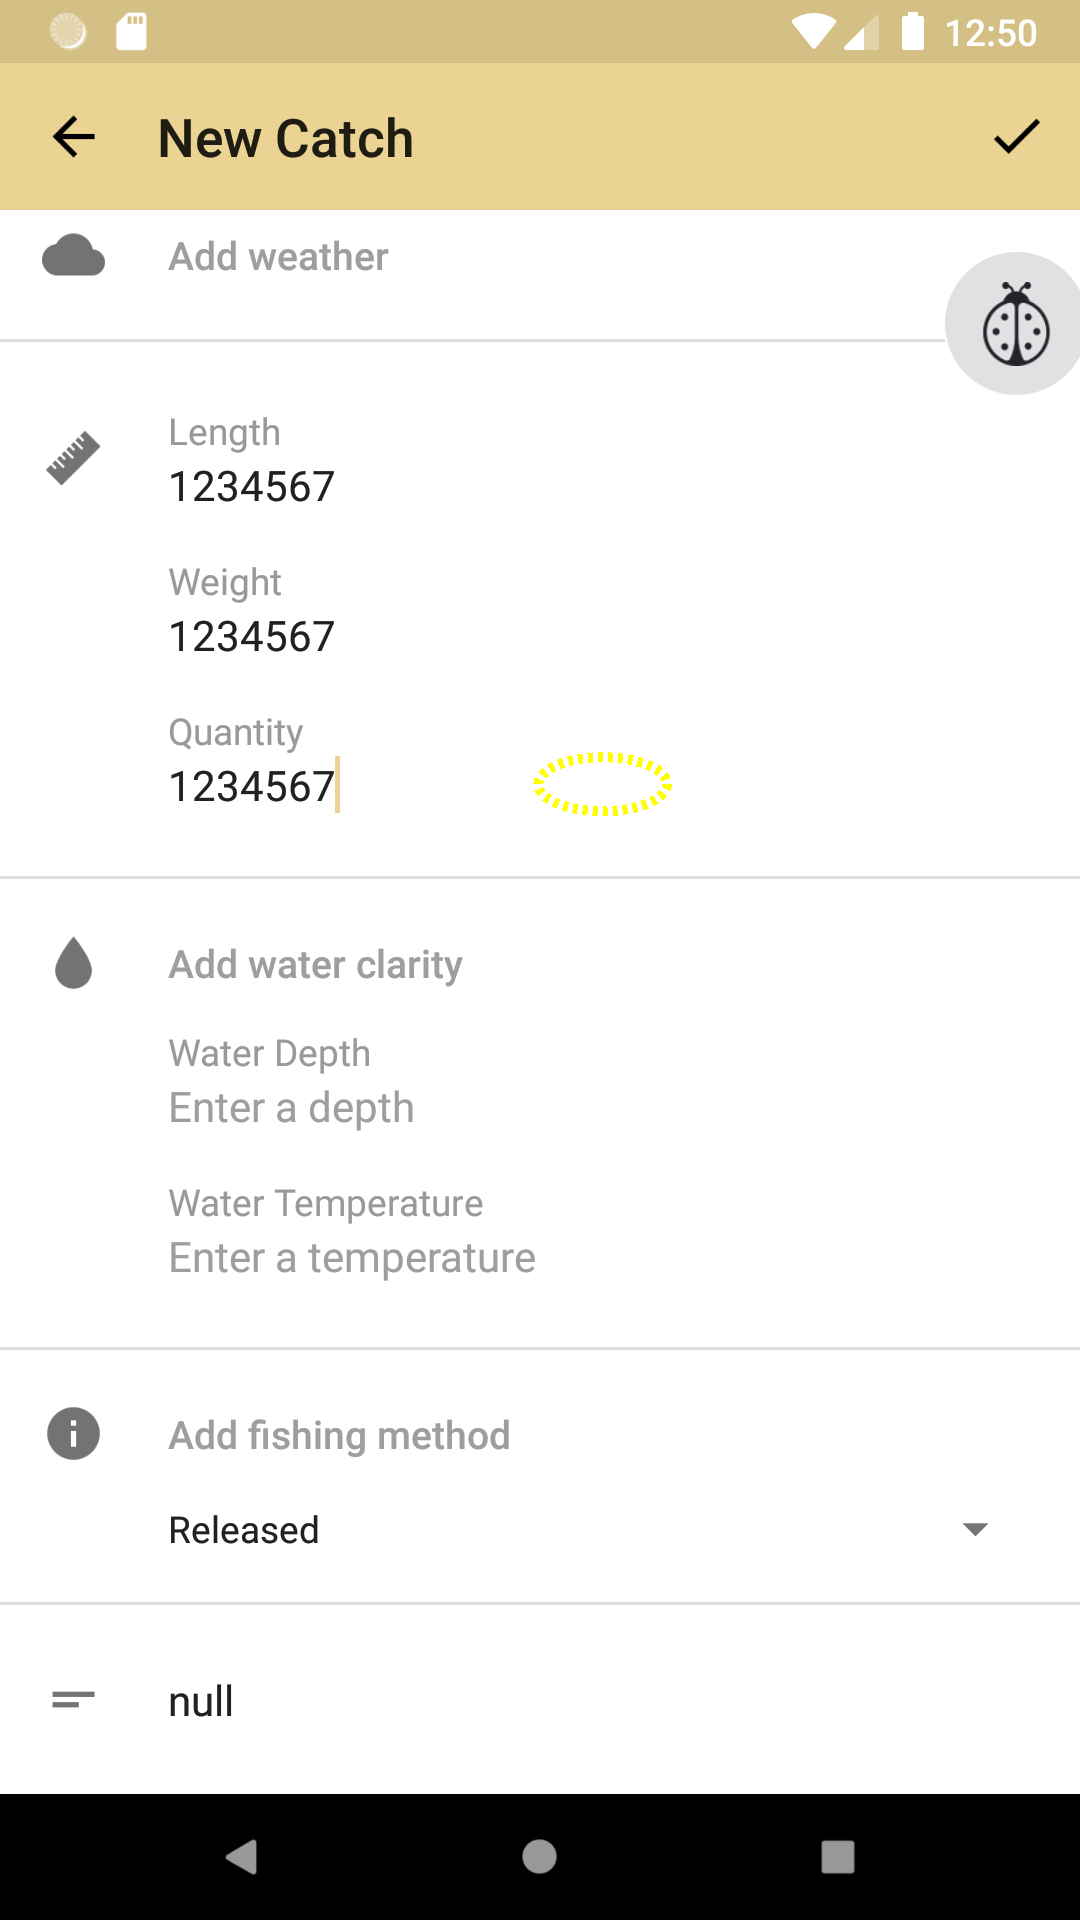 12:50
New Catch
Add weather
Length
1234567
Weight
1234567
Quantity
1234567
Add water clarity
Water Depth
Enter a depth
Water Temperature
Enter a temperature
Add fishing method
Released
null